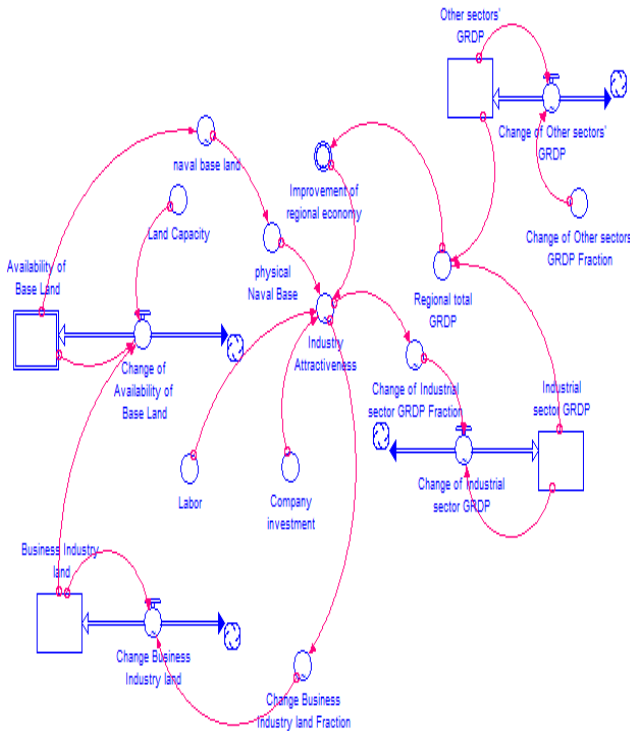 Other sectors'
GRDP
Change of Other sectors'
GRDP
naval base land
Improvement of
regional economy
Land Capacity
Change of Other sectors
GRDP Fraction
Availability of
Base Land
physical
Naval Base
Regional total
GRDP
Industry
Attractiveness
Change of
Availability of
Base Land
Change of Industrial
sector GRDP Fraction
Industrial
sector GRDP
Labor
Company
investment
Change of Industrial
sector GRDP
Business Industry
land
Change Business
Industry land
Change Business
Industry land Fraction